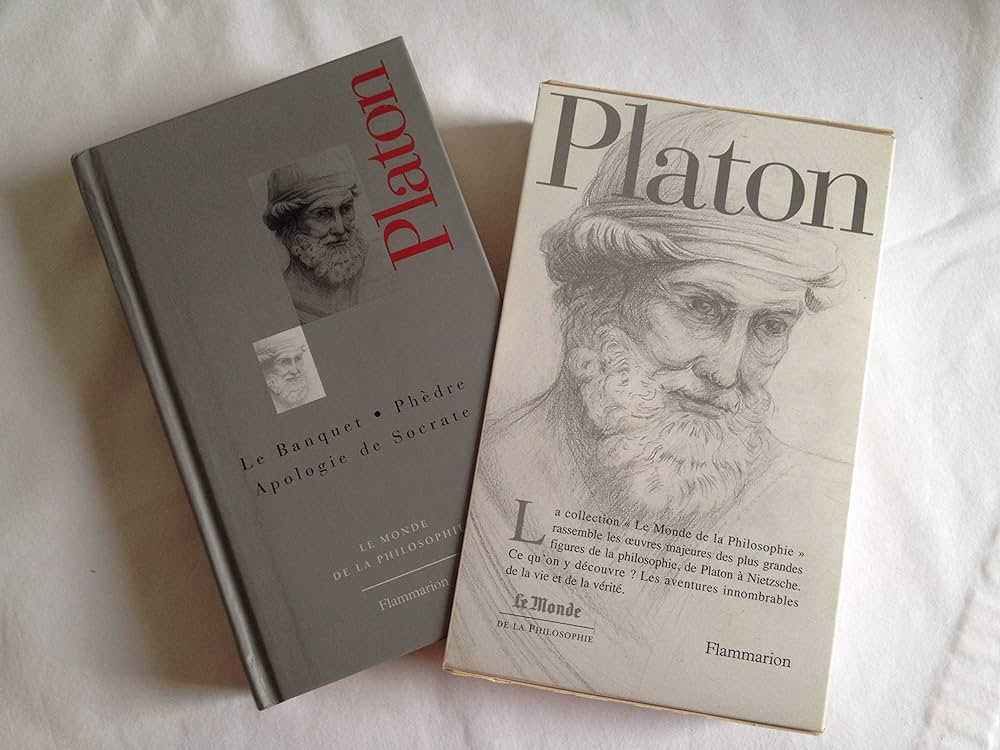 Platon
Le Banquet • Phèdre
Apologie de Socrate
LE MONDE
DE LA PHILOSOPHIE
Flammarion
Platon
La collection « Le Monde de la Philosophie »
rassemble les œuvres majeures des plus grandes
figures de la philosophie, de Platon à Nietzsche.
Ce qu'on y découvre ? Les aventures innombrables
de la vie et de la vérité.
Le Monde
DE LA PHILOSOPHIE
Flammarion